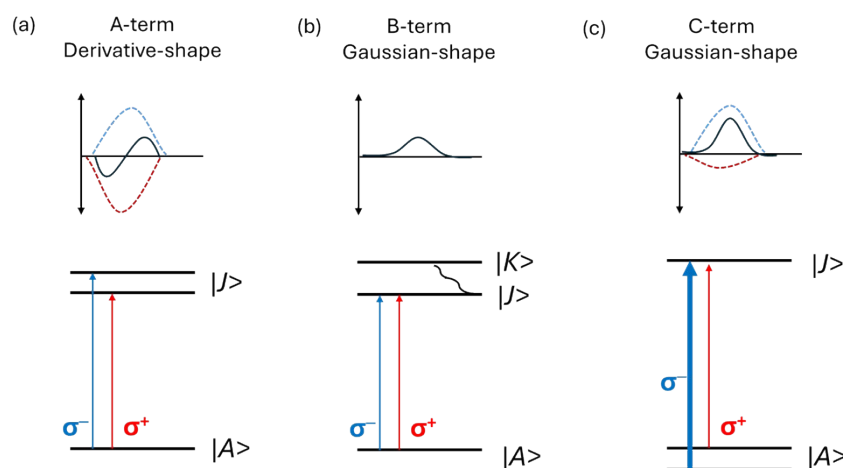 (a)
A-term
Derivative-shape
(b)
B-term
Gaussian-shape
(c)
C-term
Gaussian-shape
|J>
σ⁻
σ⁺
|A>
|K>
|J>
σ⁻
σ⁺
|A>
|J>
σ⁻
σ⁺
|A>